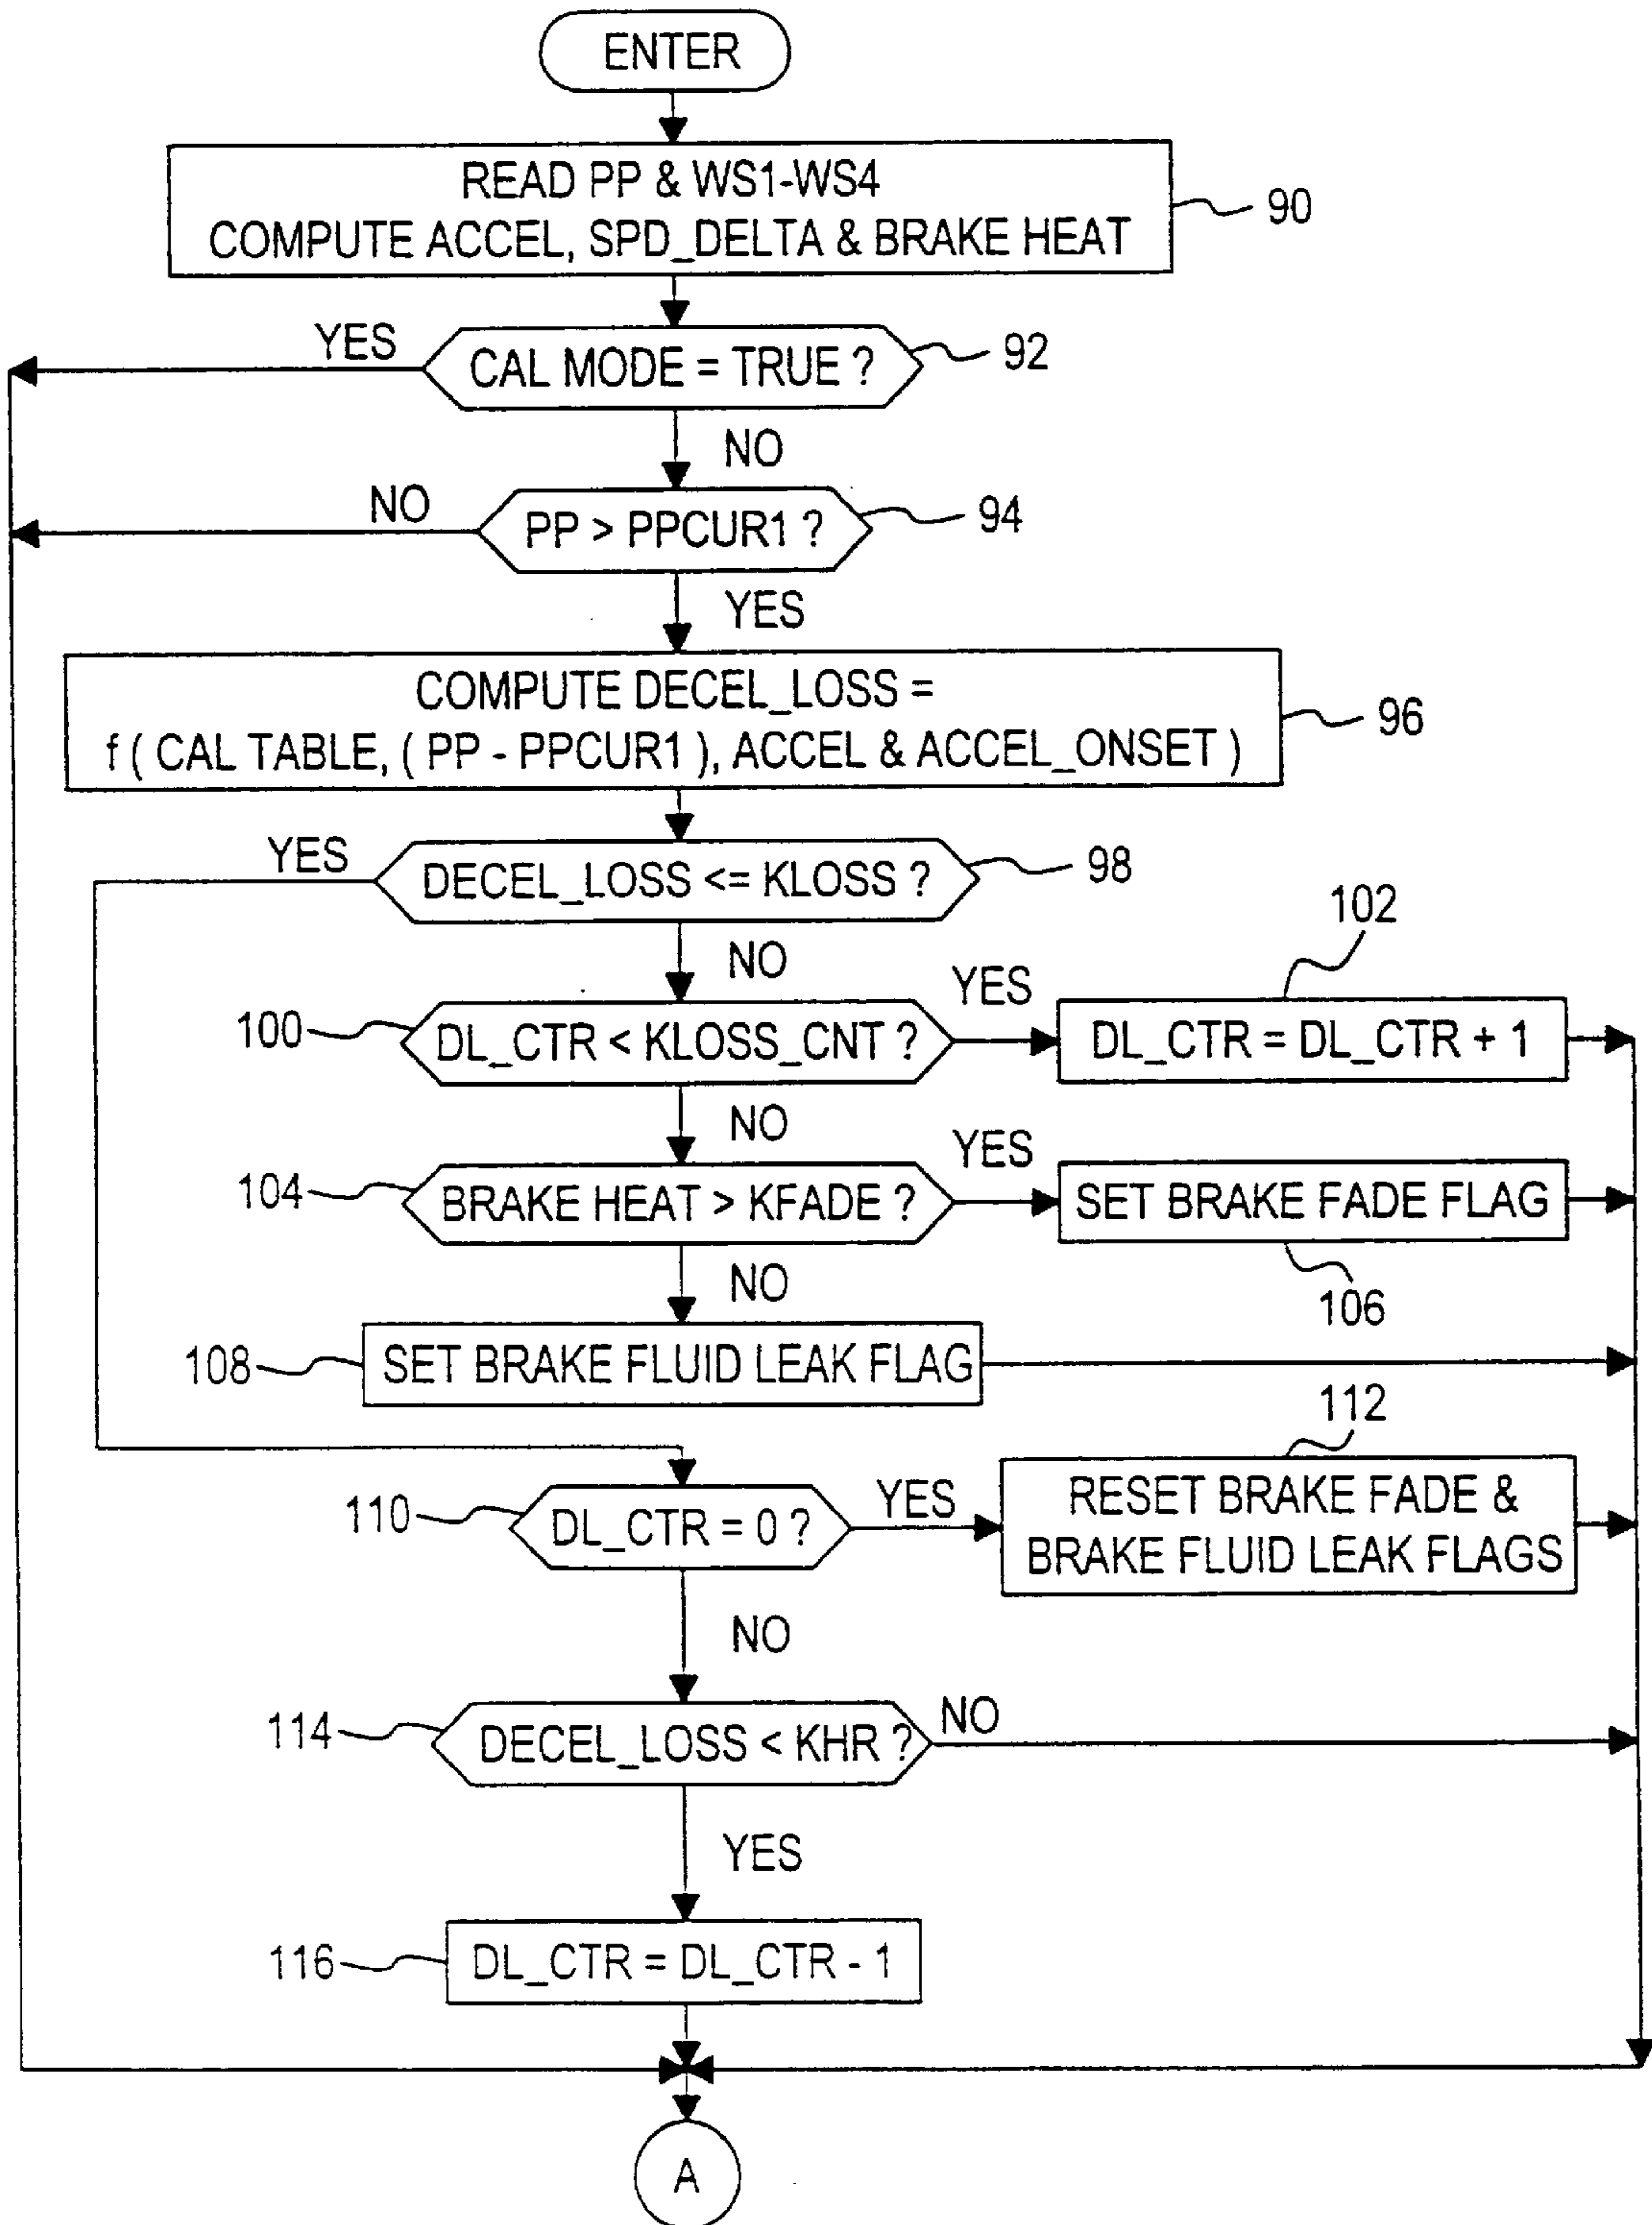 ENTER
READ PP & WS1-WS4
COMPUTE ACCEL, SPD_DELTA & BRAKE HEAT
90
YES
CAL MODE = TRUE ?
92
NO
NO
PP > PPCUR1 ?
94
YES
COMPUTE DECEL_LOSS =
f ( CAL TABLE, ( PP - PPCUR1 ), ACCEL & ACCEL_ONSET )
96
YES
DECEL_LOSS <= KLOSS ?
98
NO
100
DL_CTR < KLOSS_CNT ?
YES
102
DL_CTR = DL_CTR + 1
NO
104
BRAKE HEAT > KFADE ?
YES
SET BRAKE FADE FLAG
106
NO
108
SET BRAKE FLUID LEAK FLAG
110
DL_CTR = 0 ?
YES
112
RESET BRAKE FADE &
BRAKE FLUID LEAK FLAGS
NO
114
DECEL_LOSS < KHR ?
NO
YES
116
DL_CTR = DL_CTR - 1
A